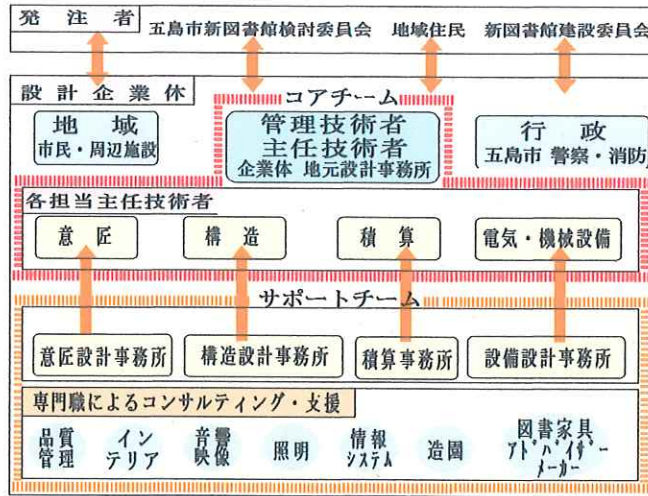 発注者
五島市新図書館検討委員会 地域住民 新図書館建設委員会
設計企業休
コアチーム
地域
市民・周辺施設
管理技術者
主任技術者
企業体 地元設計事務所
行政
五島市 警察・消防
各担当主任技術者
意匠 構造 積算 電気・機械設備
サポートチーム
意匠設計事務所 構造設計事務所 積算事務所 設備設計事務所
専門職によるコンサルティング・支援
品質
管理
イン
テリア
音響
映像
照明
情報
システム
造園
図書家具
アドバイザー
メーカー